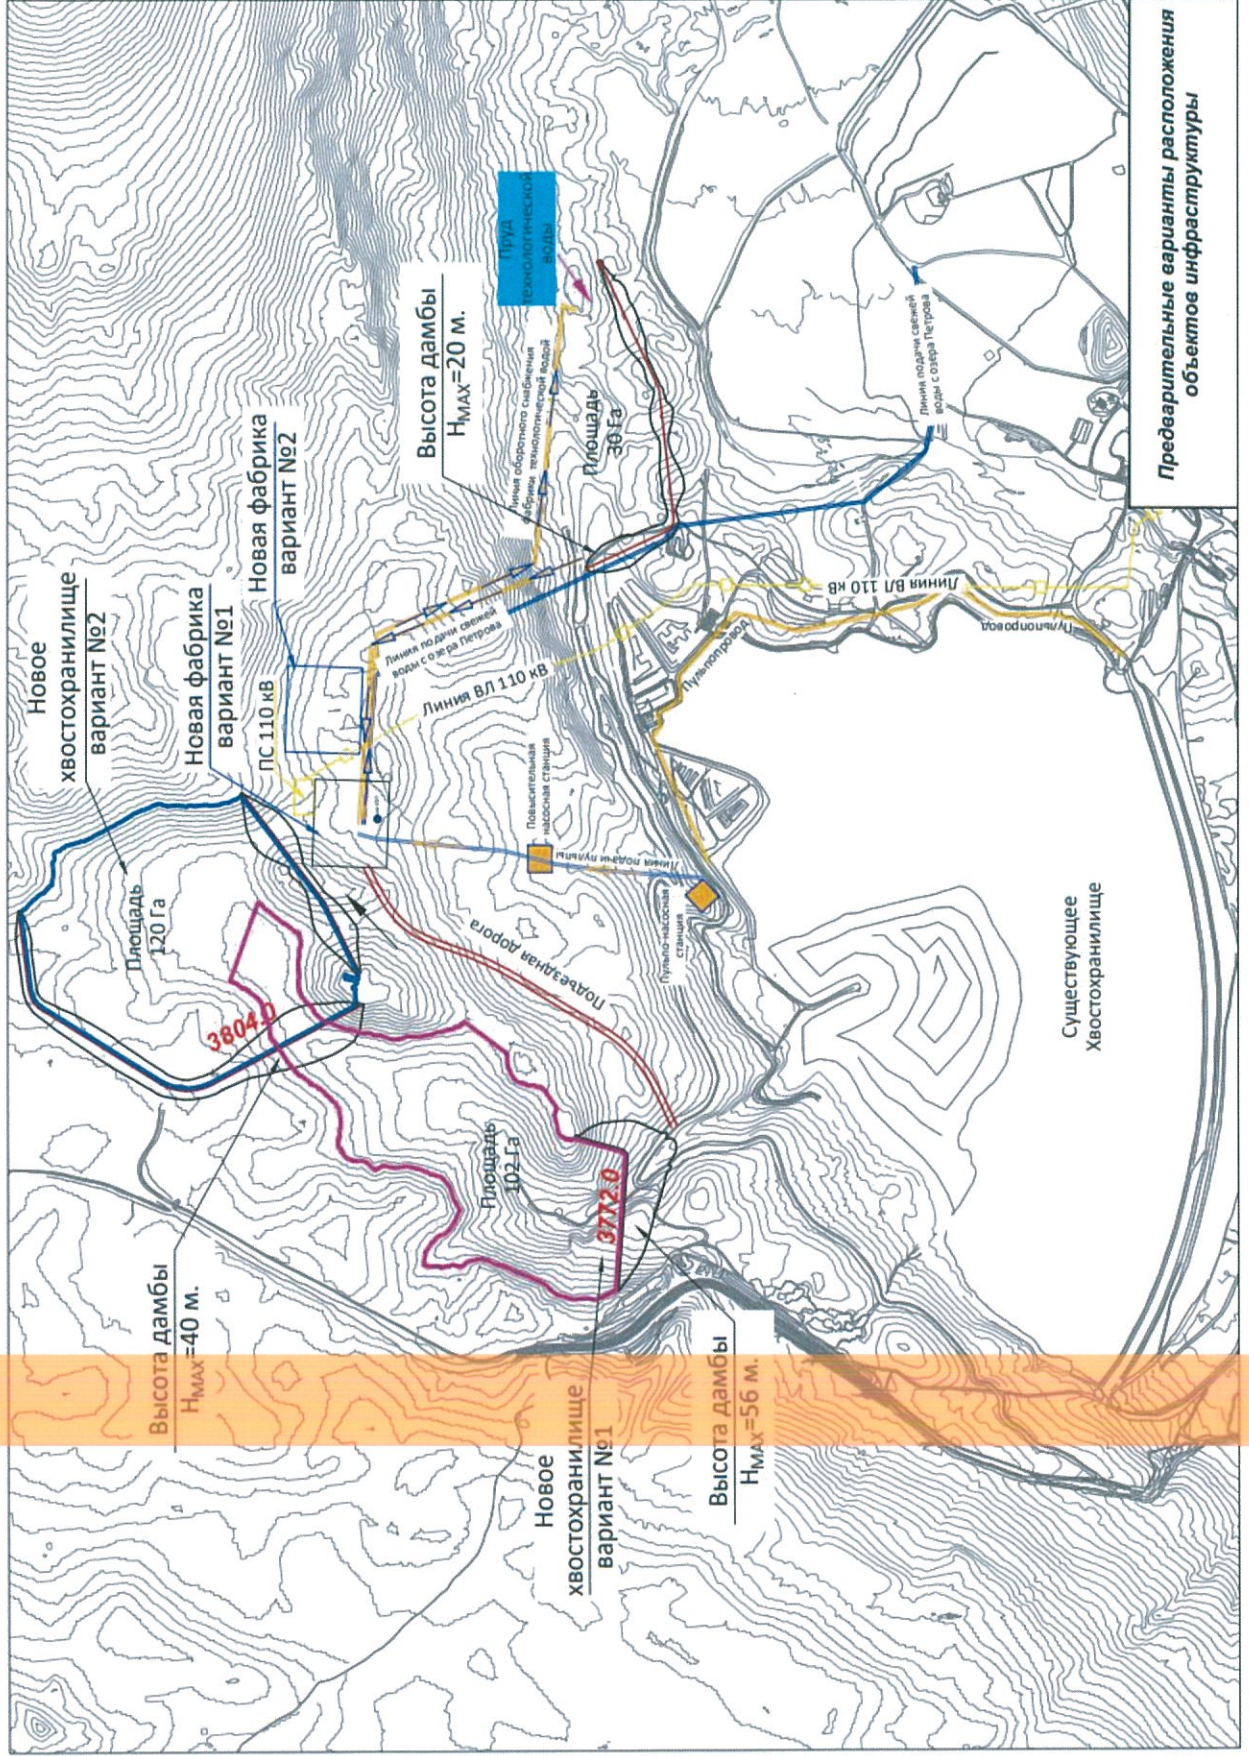 Предварительные варианты расположения
объектов инфраструктуры
Новое
хвостохранилище
вариант №2
Новая фабрика
вариант №1
Новая фабрика
вариант №2
ПС 110 кВ
Площадь
120 Га
3804.0
Высота дамбы
HMAX=40 м.
Высота дамбы
HMAX=20 м.
Пруд
технологической
воды
Линия оборотного снабжения
фабрики технологической водой
Площадь
30 Га
Линия подачи свежей
воды с озера Петрова
Линия подачи свежей
воды с озера Петрова
Линия ВЛ 110 кВ
Линия ВЛ 110 кВ
Пульпопровод
Пульпопровод
Повысительная
насосная станция
Линия подачи пульпы
Пульпо-насосная
станция
Подъездная дорога
Площадь
102 Га
3772.0
Новое
хвостохранилище
вариант №1
Высота дамбы
HMAX=56 м.
Существующее
Хвостохранилище